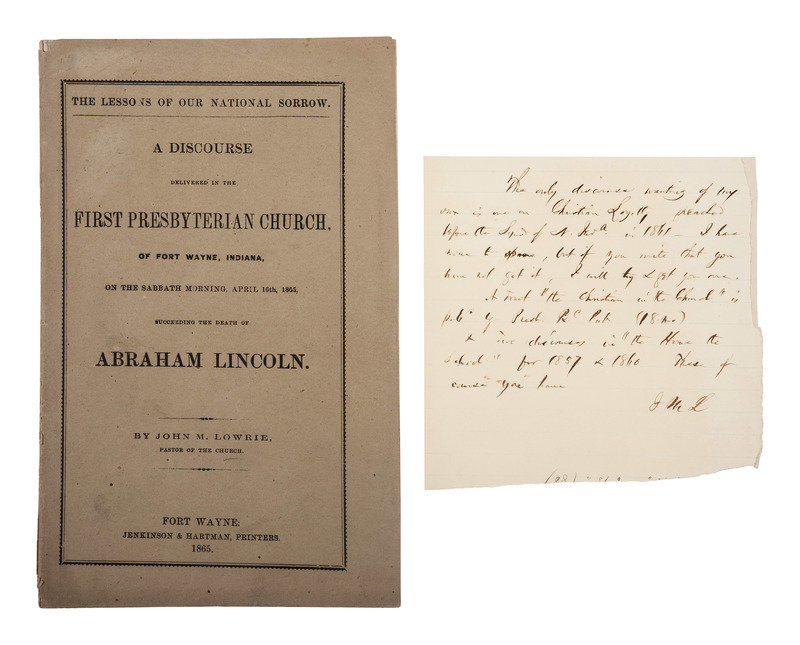 THE LESSONS OF OUR NATIONAL SORROW.
A DISCOURSE
DELIVERED IN THE
FIRST PRESBYTERIAN CHURCH,
OF FORT WAYNE, INDIANA,
ON THE SABBATH MORNING, APRIL 16th, 1865,
SUCCEEDING THE DEATH OF
ABRAHAM LINCOLN.
BY JOHN M. LOWRIE,
PASTOR OF THE CHURCH.
FORT WAYNE:
JENKINSON & HARTMAN, PRINTERS.
1865.
The only discourse wanting of my
own is one on Christian Loyalty, preached
before the Synd of N. Indª in 1861 – I have
none to spare, but if you write that you
have not got it, I will try & get you one.
A tract "the Christian in the Church" is
pubd by Presb. Bd Pub. (18mo)
& two discourses in "the Home the
School" for 1857 & 1860 These of
course you have
J M L